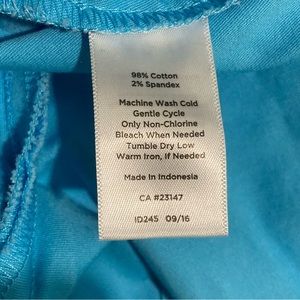 98% Cotton
2% Spandex
Machine Wash Cold
Gentle Cycle
Only Non-Chlorine
Bleach When Needed
Tumble Dry Low
Warm Iron, If Needed
Made In Indonesia
CA #23147
ID245 09/16